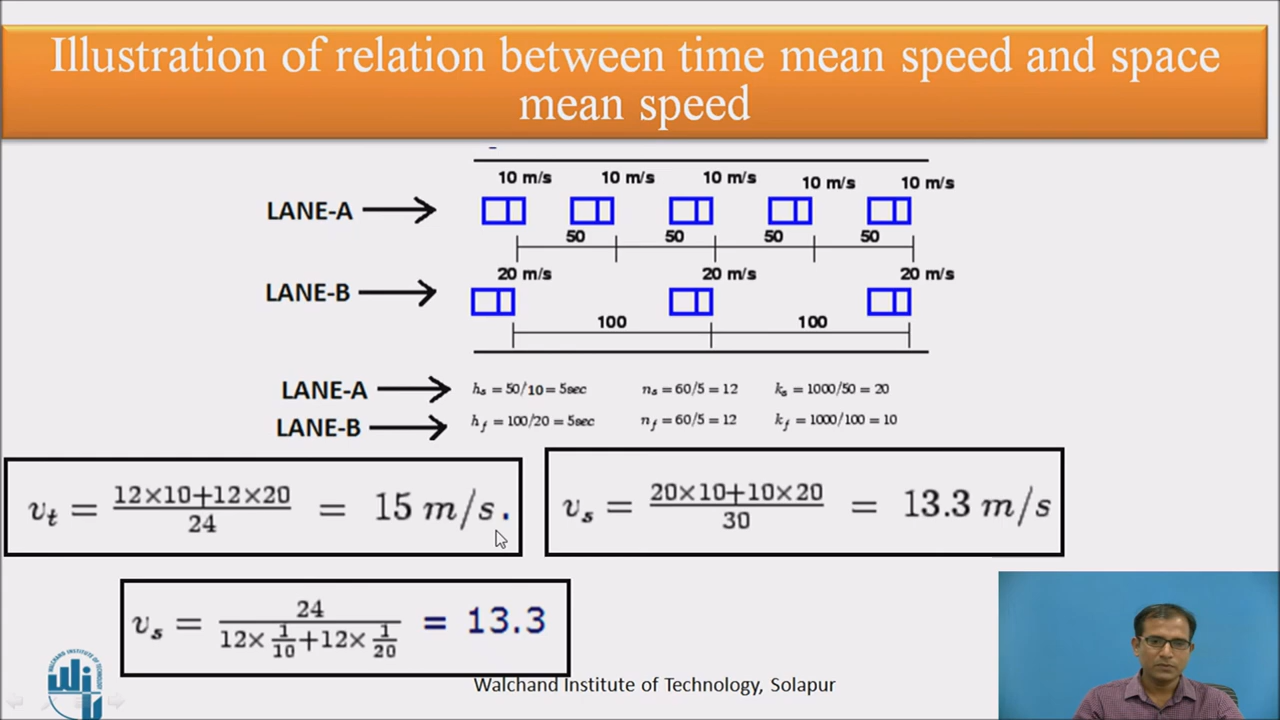 Illustration of relation between time mean speed and space
mean speed
10 m/s 10 m/s 10 m/s 10 m/s 10 m/s
LANE-A
50 50 50 50
20 m/s 20 m/s 20 m/s
LANE-B
100 100
LANE-A h_s = 50/10 = 5sec n_s = 60/5 = 12 k_s = 1000/50 = 20
LANE-B h_f = 100/20 = 5sec n_f = 60/5 = 12 k_f = 1000/100 = 10
v_t = (12×10+12×20)/24 = 15 m/s.
v_s = (20×10+10×20)/30 = 13.3 m/s
v_s = 24/(12×1/10+12×1/20) = 13.3
Walchand Institute of Technology, Solapur